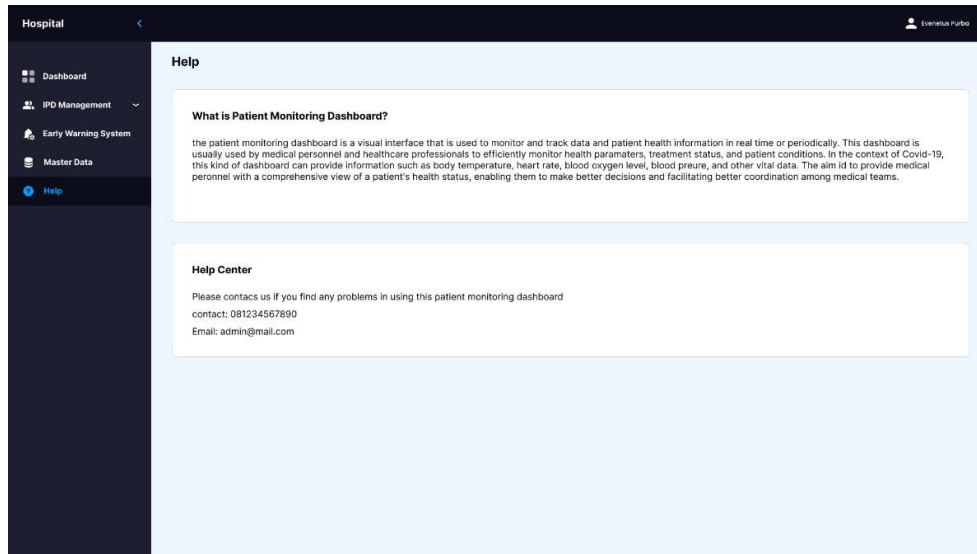 Hospital
Evenetus Purba
Dashboard
IPD Management
Early Warning System
Master Data
Help
Help
What is Patient Monitoring Dashboard?
the patient monitoring dashboard is a visual interface that is used to monitor and track data and patient health information in real time or periodically. This dashboard is
usually used by medical personnel and healthcare professionals to efficiently monitor health paramaters, treatment status, and patient conditions. In the context of Covid-19,
this kind of dashboard can provide information such as body temperature, heart rate, blood oxygen level, blood preure, and other vital data. The aim id to provide medical
peronnel with a comprehensive view of a patient's health status, enabling them to make better decisions and facilitating better coordination among medical teams.
Help Center
Please contacs us if you find any problems in using this patient monitoring dashboard
contact: 081234567890
Email: admin@mail.com